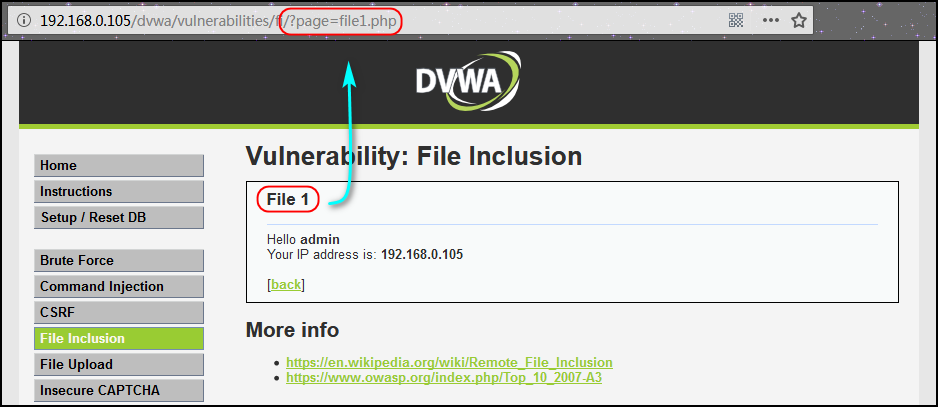 192.168.0.105/dvwa/vulnerabilities/fi/?page=file1.php
DVWA
Home
Instructions
Setup / Reset DB
Brute Force
Command Injection
CSRF
File Inclusion
File Upload
Insecure CAPTCHA
Vulnerability: File Inclusion
File 1
Hello admin
Your IP address is: 192.168.0.105
[back]
More info
https://en.wikipedia.org/wiki/Remote_File_Inclusion
https://www.owasp.org/index.php/Top_10_2007-A3